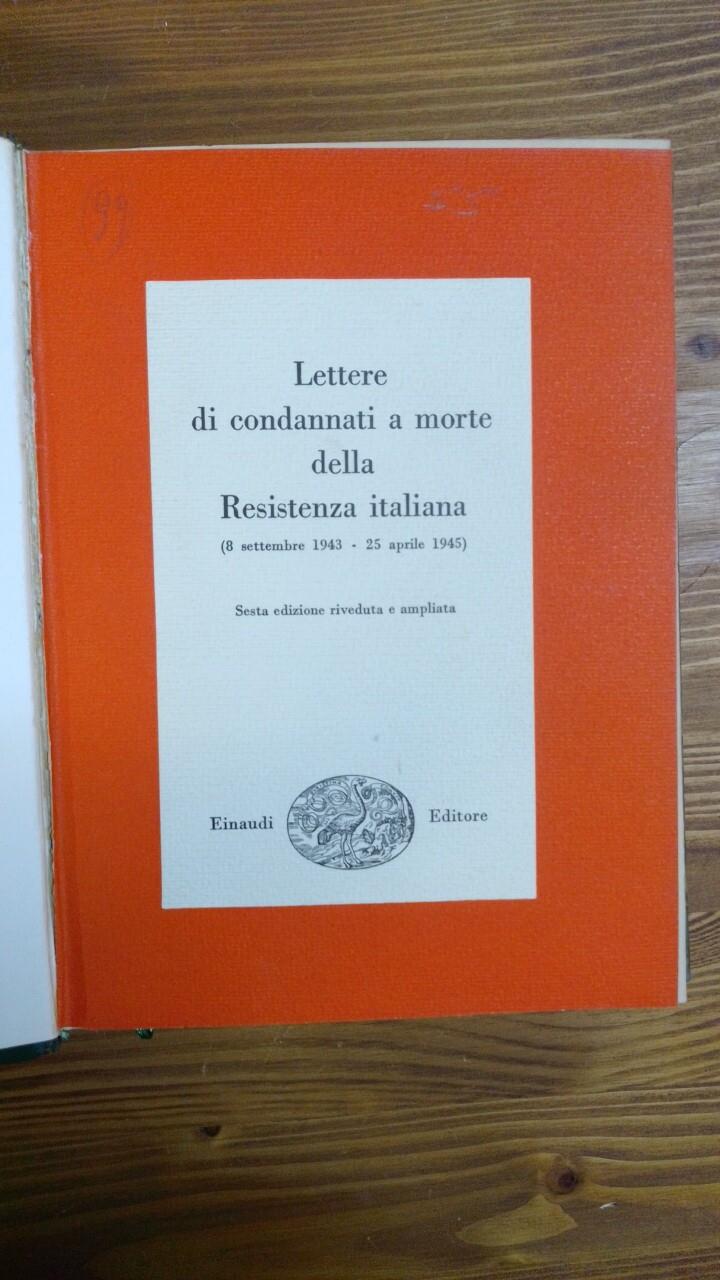 Lettere
di condannati a morte
della
Resistenza italiana
(8 settembre 1943 - 25 aprile 1945)
Sesta edizione riveduta e ampliata
Einaudi Editore